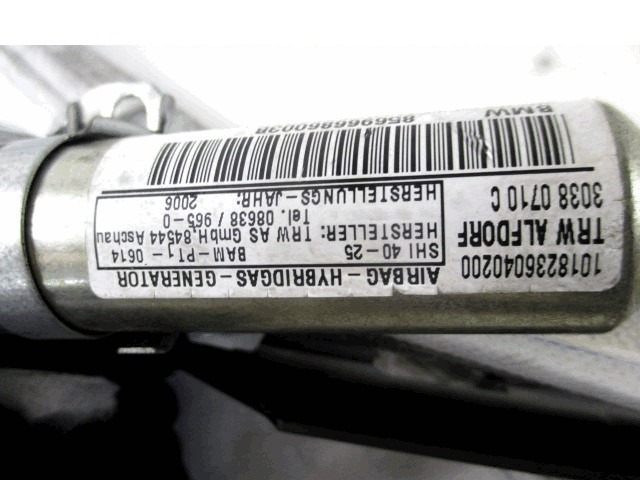 AIRBAG - HYBRIDGAS - GENERATOR
SHI 40-25 BAM-PT1- 0614
HERSTELLER: TRW AS GmbH.84544 Aschau
Tel. 08638 / 965-0
HERSTELLUNGS-JAHR: 2006
1018236040200
TRW ALFDORF
3038 0710 C
BMW